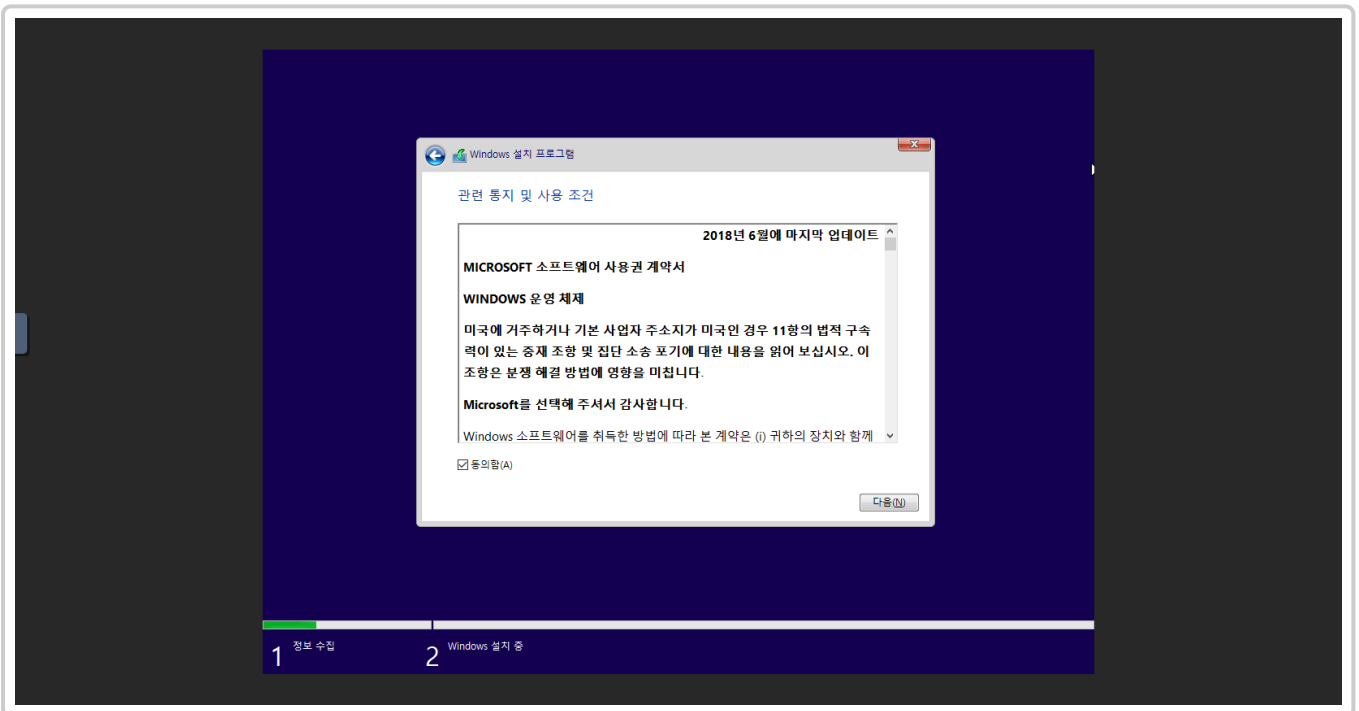 Windows 설치 프로그램
관련 통지 및 사용 조건
2018년 6월에 마지막 업데이트
MICROSOFT 소프트웨어 사용권 계약서
WINDOWS 운영 체제
미국에 거주하거나 기본 사업자 주소지가 미국인 경우 11항의 법적 구속
력이 있는 중재 조항 및 집단 소송 포기에 대한 내용을 읽어 보십시오. 이
조항은 분쟁 해결 방법에 영향을 미칩니다.
Microsoft를 선택해 주셔서 감사합니다.
Windows 소프트웨어를 취득한 방법에 따라 본 계약은 (i) 귀하의 장치와 함께
동의함(A)
다음(N)
1 정보 수집
2 Windows 설치 중